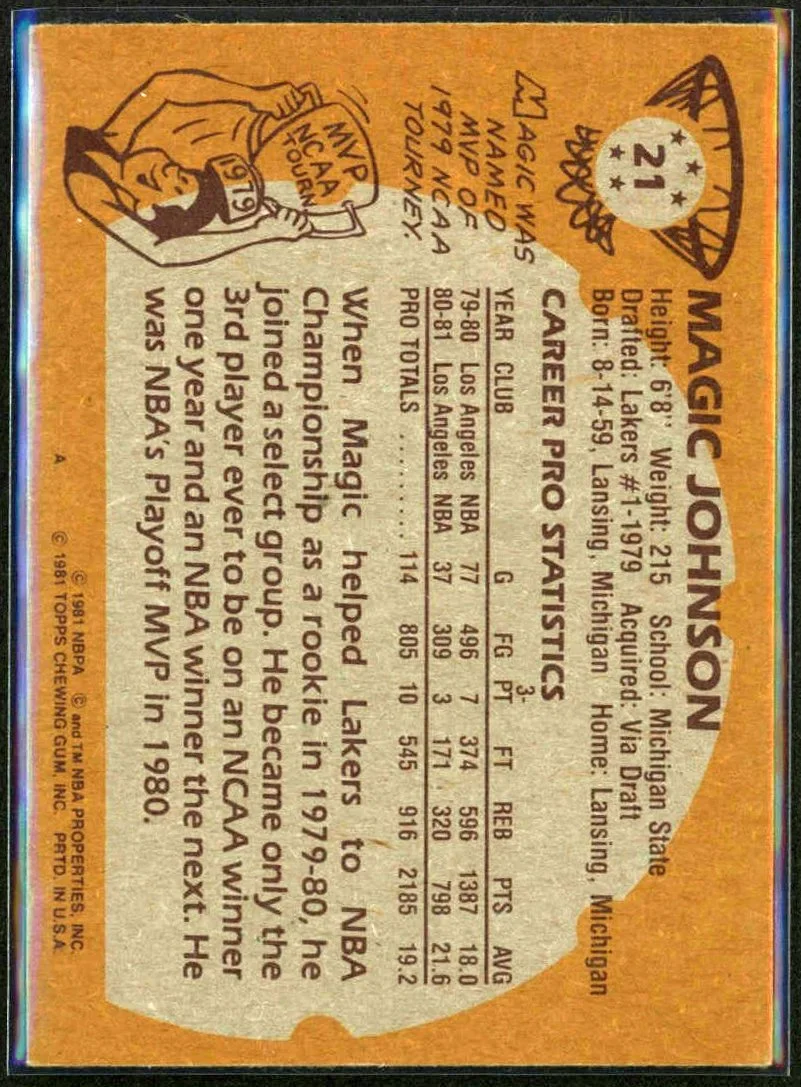 21
MAGIC JOHNSON
Height: 6'8" Weight: 215 School: Michigan State
Drafted: Lakers #1-1979 Acquired: Via Draft
Born: 8-14-59, Lansing, Michigan Home: Lansing, Michigan
CAREER PRO STATISTICS
YEAR CLUB G FG 3-PT FT REB PTS AVG
79-80 Los Angeles NBA 77 496 7 374 596 1387 18.0
80-81 Los Angeles NBA 37 309 3 171 320 798 21.6
PRO TOTALS .......... 114 805 10 545 916 2185 19.2
MAGIC WAS
NAMED
MVP OF
1979 NCAA
TOURNEY.
MVP
NCAA
TOURN
1979
When Magic helped Lakers to NBA
Championship as a rookie in 1979-80, he
joined a select group. He became only the
3rd player ever to be on an NCAA winner
one year and an NBA winner the next. He
was NBA's Playoff MVP in 1980.
© 1981 NBPA © and TM NBA PROPERTIES, INC.
A © 1981 TOPPS CHEWING GUM, INC. PRTD. IN U.S.A.